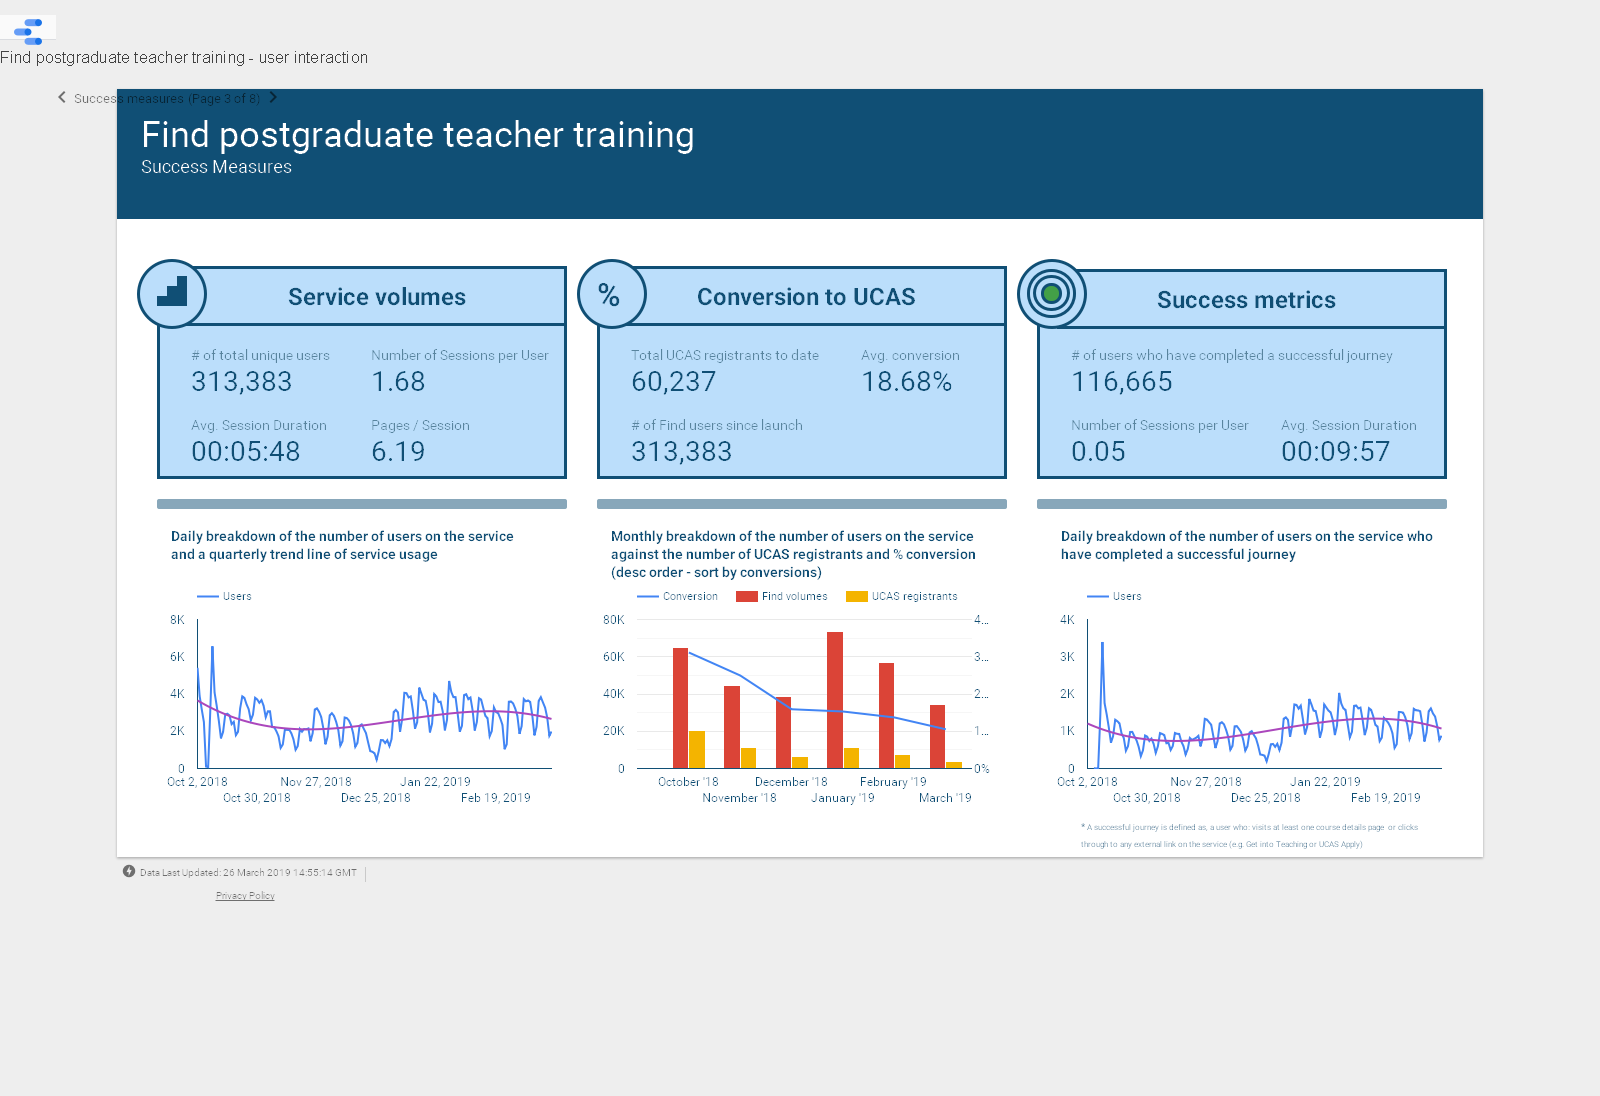 Find postgraduate teacher training - user interaction
Success measures (Page 3 of 8)
Find postgraduate teacher training
Success Measures
Service volumes
# of total unique users
Number of Sessions per User
313,383
1.68
Avg. Session Duration
Pages / Session
00:05:48
6.19
%
Conversion to UCAS
Total UCAS registrants to date
Avg. conversion
60,237
18.68%
# of Find users since launch
313,383
Success metrics
# of users who have completed a successful journey
116,665
Number of Sessions per User
Avg. Session Duration
0.05
00:09:57
Daily breakdown of the number of users on the service
and a quarterly trend line of service usage
Users
8K
6K
4K
2K
0
Oct 2, 2018
Nov 27, 2018
Jan 22, 2019
Oct 30, 2018
Dec 25, 2018
Feb 19, 2019
Monthly breakdown of the number of users on the service
against the number of UCAS registrants and % conversion
(desc order - sort by conversions)
Conversion
Find volumes
UCAS registrants
80K
60K
40K
20K
0
4...
3...
2...
1...
0%
October '18
December '18
February '19
November '18
January '19
March '19
Daily breakdown of the number of users on the service who
have completed a successful journey
Users
4K
3K
2K
1K
0
Oct 2, 2018
Nov 27, 2018
Jan 22, 2019
Oct 30, 2018
Dec 25, 2018
Feb 19, 2019
* A successful journey is defined as, a user who: visits at least one course details page or clicks
through to any external link on the service (e.g. Get into Teaching or UCAS Apply)
Data Last Updated: 26 March 2019 14:55:14 GMT
Privacy Policy